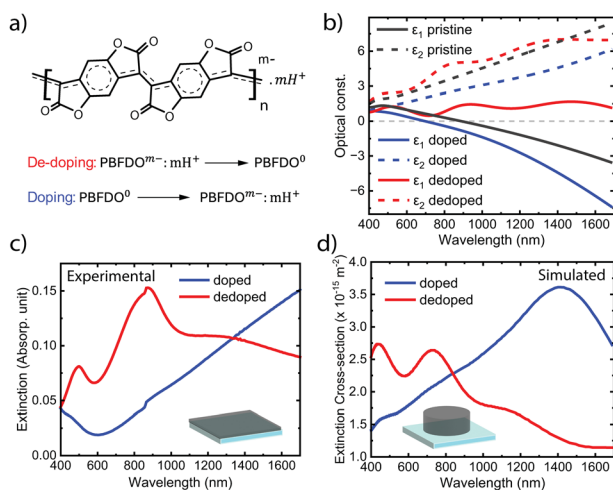 a)
O
O
O
O
O
O
O
O
m-
n
.mH⁺
De-doping: PBFDOᵐ⁻: mH⁺ ⟶ PBFDO⁰
Doping: PBFDO⁰ ⟶ PBFDOᵐ⁻: mH⁺
b)
ε₁ pristine
ε₂ pristine
ε₁ doped
ε₂ doped
ε₁ dedoped
ε₂ dedoped
Optical const.
6
3
0
−3
−6
400 600 800 1000 1200 1400 1600
Wavelength (nm)
c)
Experimental
doped
dedoped
Extinction (Absorp. unit)
0.15
0.10
0.05
0.00
400 600 800 1000 1200 1400 1600
Wavelength (nm)
d)
Simulated
doped
dedoped
Extinction Cross-section (x 10⁻¹⁵ m⁻²)
4.0
3.5
3.0
2.5
2.0
1.5
1.0
400 600 800 1000 1200 1400 1600
Wavelength (nm)